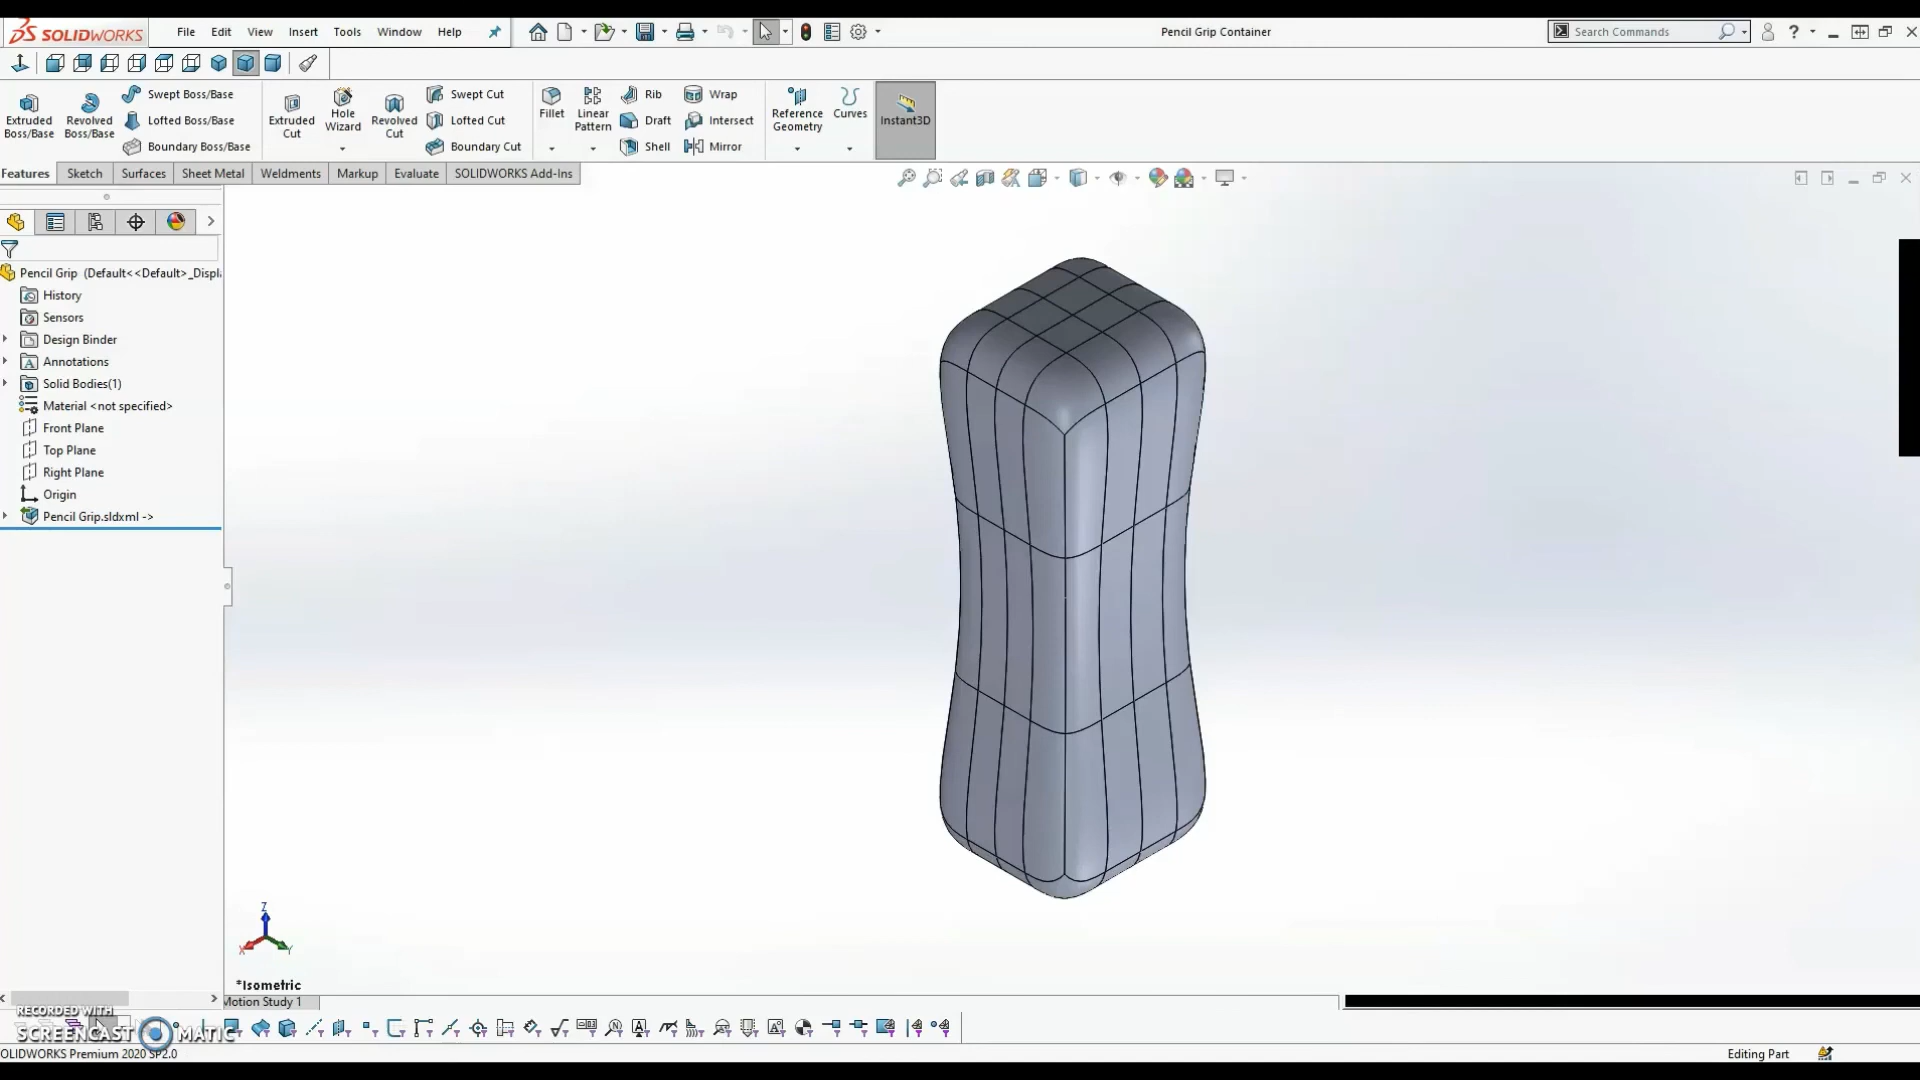 SOLIDWORKS
File Edit View Insert Tools Window Help
Pencil Grip Container
Search Commands
Extruded Boss/Base
Revolved Boss/Base
Swept Boss/Base
Lofted Boss/Base
Boundary Boss/Base
Extruded Cut
Hole Wizard
Revolved Cut
Swept Cut
Lofted Cut
Boundary Cut
Fillet
Linear Pattern
Rib
Draft
Shell
Wrap
Intersect
Mirror
Reference Geometry
Curves
Instant3D
Features Sketch Surfaces Sheet Metal Weldments Markup Evaluate SOLIDWORKS Add-Ins
Pencil Grip (Default<<Default>_Displ
History
Sensors
Design Binder
Annotations
Solid Bodies(1)
Material <not specified>
Front Plane
Top Plane
Right Plane
Origin
Pencil Grip.sldxml ->
Z
X
Y
*Isometric
Motion Study 1
RECORDED WITH
SCREENCAST MATIC
OLIDWORKS Premium 2020 SP2.0
Editing Part